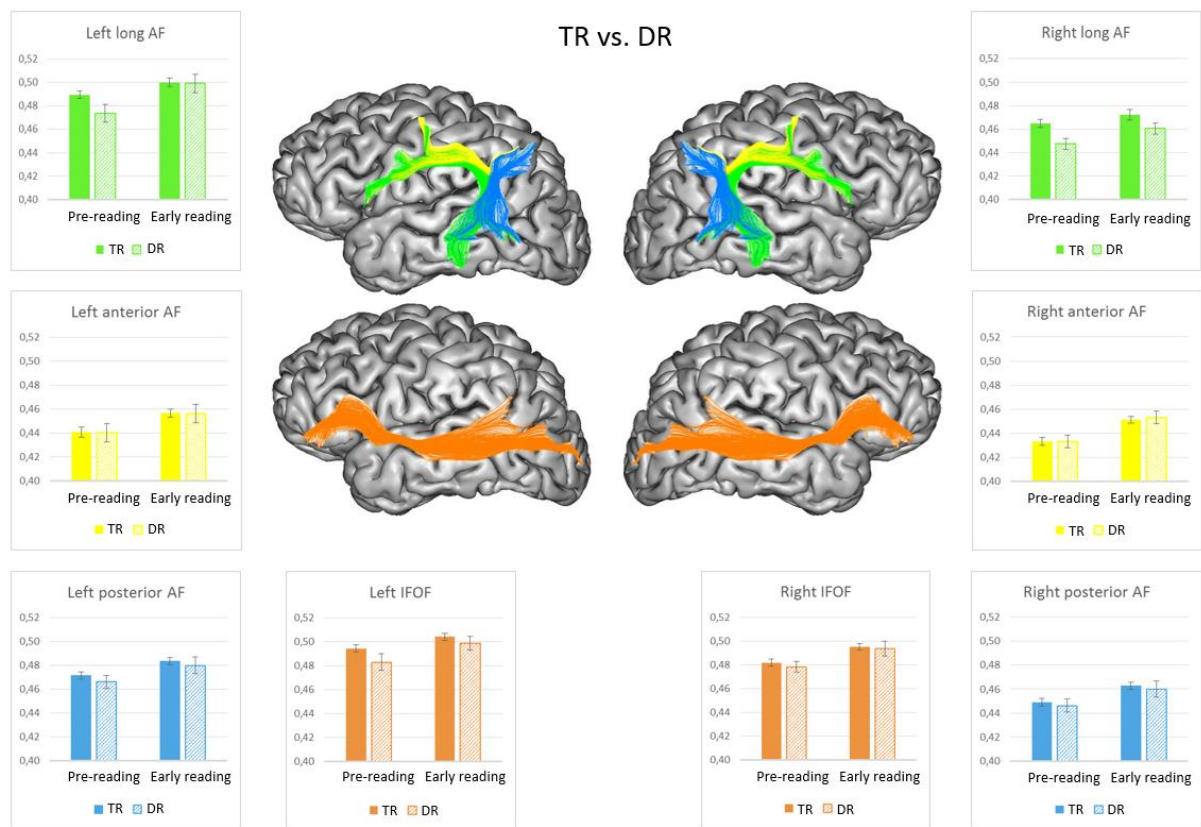 TR vs. DR
Left long AF
0,52
0,50
0,48
0,46
0,44
0,42
0,40
Pre-reading Early reading
TR DR
Right long AF
0,52
0,50
0,48
0,46
0,44
0,42
0,40
Pre-reading Early reading
TR DR
Left anterior AF
0,52
0,50
0,48
0,46
0,44
0,42
0,40
Pre-reading Early reading
TR DR
Right anterior AF
0,52
0,50
0,48
0,46
0,44
0,42
0,40
Pre-reading Early reading
TR DR
Left posterior AF
0,52
0,50
0,48
0,46
0,44
0,42
0,40
Pre-reading Early reading
TR DR
Left IFOF
0,52
0,50
0,48
0,46
0,44
0,42
0,40
Pre-reading Early reading
TR DR
Right IFOF
0,52
0,50
0,48
0,46
0,44
0,42
0,40
Pre-reading Early reading
TR DR
Right posterior AF
0,52
0,50
0,48
0,46
0,44
0,42
0,40
Pre-reading Early reading
TR DR